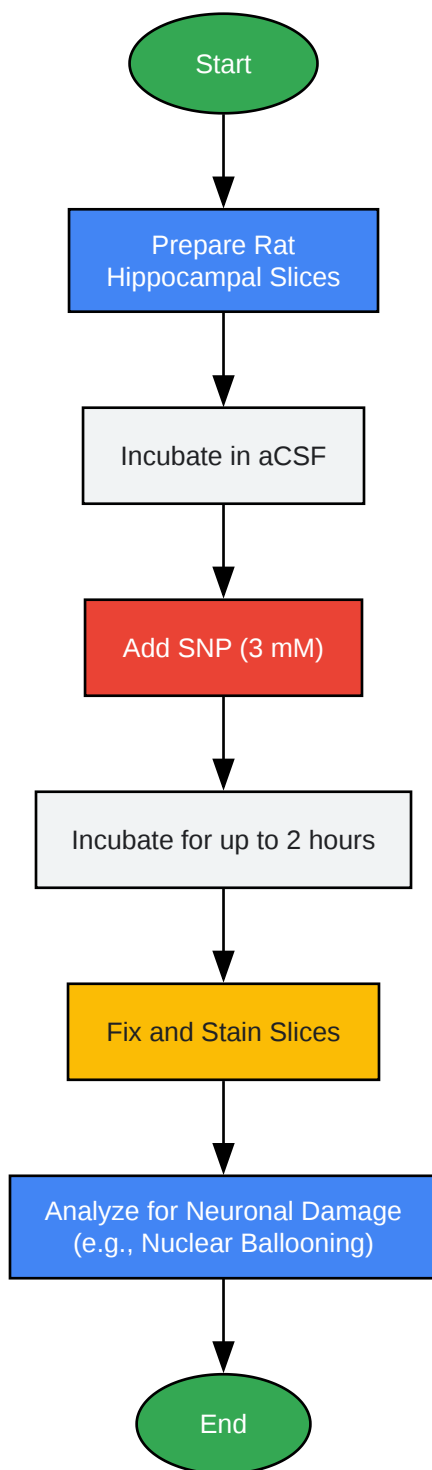 Start
Prepare Rat
Hippocampal Slices
Incubate in aCSF
Add SNP (3 mM)
Incubate for up to 2 hours
Fix and Stain Slices
Analyze for Neuronal Damage
(e.g., Nuclear Ballooning)
End